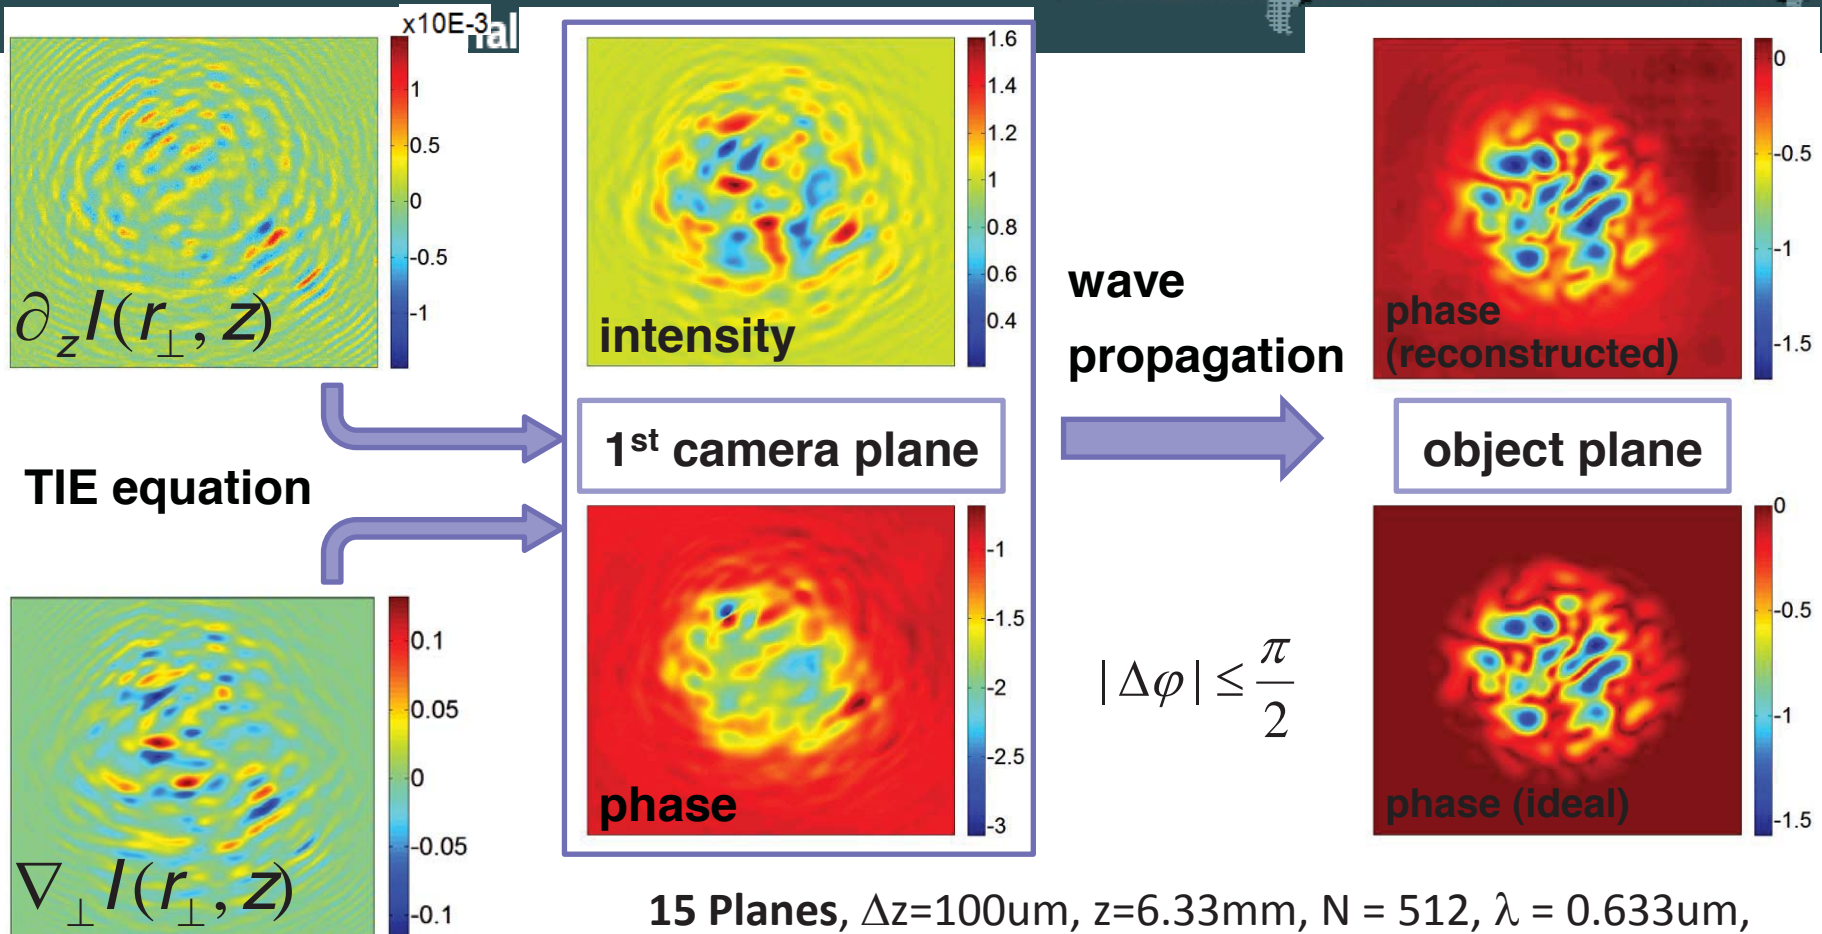 x10E-3
ial
1
0.5
0
-0.5
-1
∂_z I(r_⊥, z)
1.6
1.4
1.2
1
0.8
0.6
0.4
intensity
wave
propagation
0
-0.5
-1
-1.5
phase
(reconstructed)
TIE equation
1st camera plane
object plane
0.1
0.05
0
-0.05
-0.1
∇_⊥ I(r_⊥, z)
-1
-1.5
-2
-2.5
-3
phase
|Δφ| ≤ π/2
0
-0.5
-1
-1.5
phase (ideal)
15 Planes, Δz=100um, z=6.33mm, N = 512, λ = 0.633um,